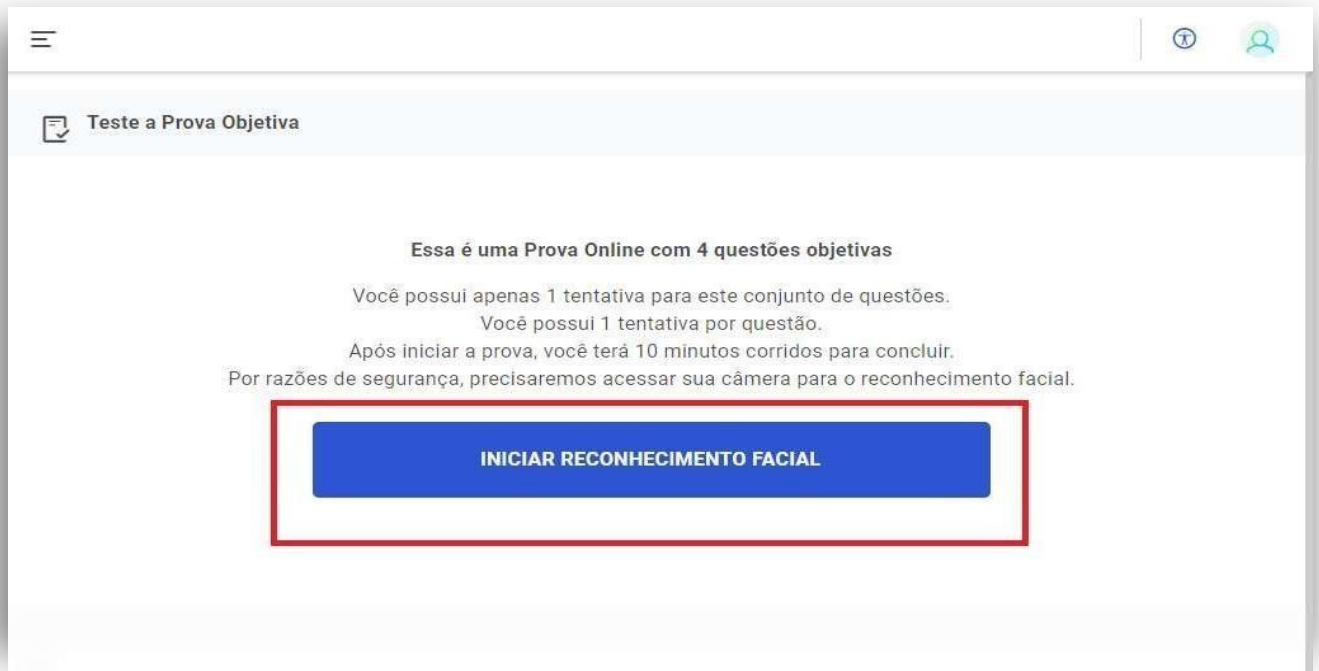 Teste a Prova Objetiva
Essa é uma Prova Online com 4 questões objetivas
Você possui apenas 1 tentativa para este conjunto de questões.
Você possui 1 tentativa por questão.
Após iniciar a prova, você terá 10 minutos corridos para concluir.
Por razões de segurança, precisaremos acessar sua câmera para o reconhecimento facial.
INICIAR RECONHECIMENTO FACIAL